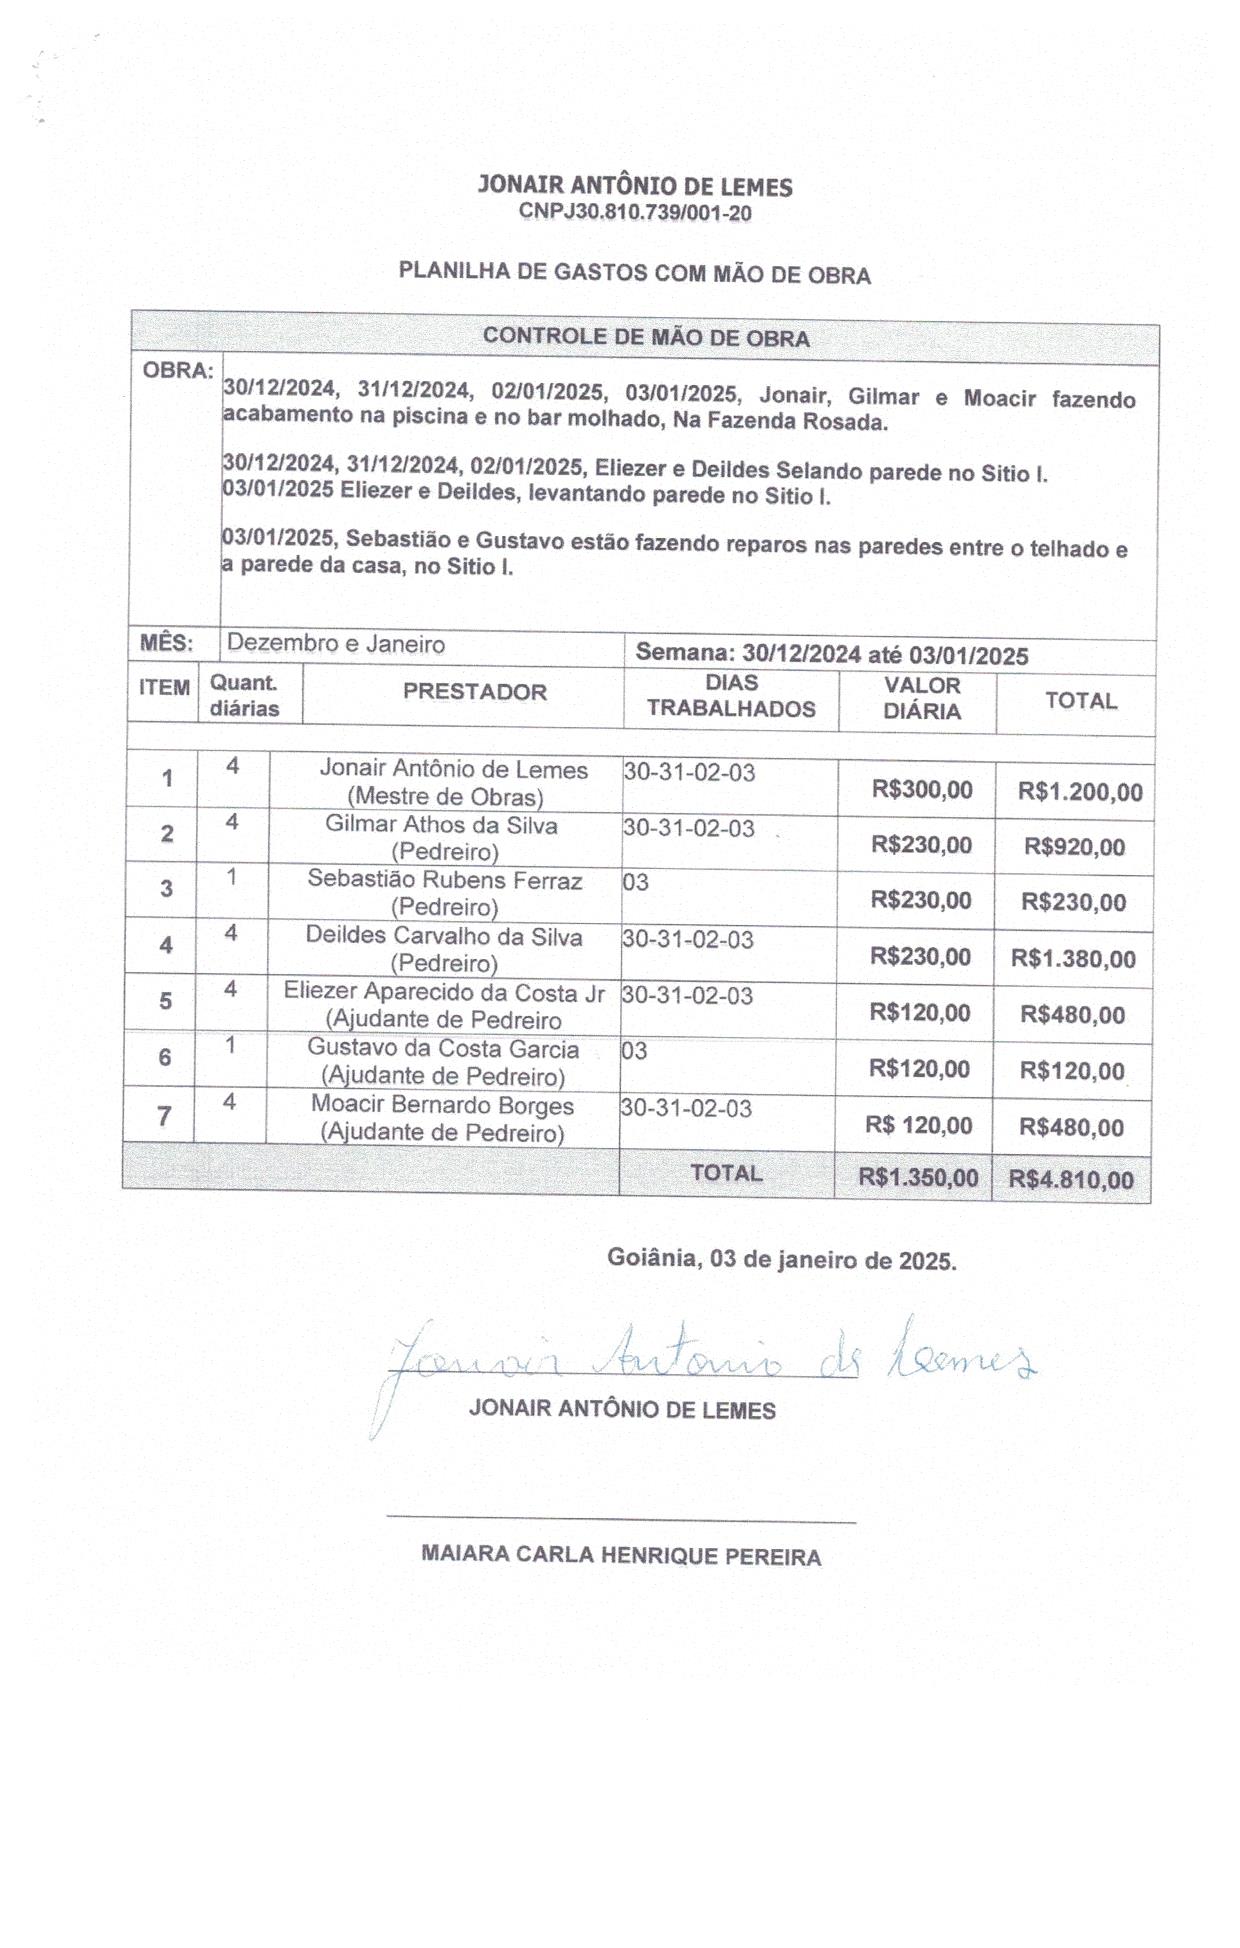 JONAIR ANTÔNIO DE LEMES
CNPJ30.810.739/001-20
PLANILHA DE GASTOS COM MÃO DE OBRA
CONTROLE DE MÃO DE OBRA
OBRA:
30/12/2024, 31/12/2024, 02/01/2025, 03/01/2025, Jonair, Gilmar e Moacir fazendo
acabamento na piscina e no bar molhado, Na Fazenda Rosada.
30/12/2024, 31/12/2024, 02/01/2025, Eliezer e Deildes Selando parede no Sitio I.
03/01/2025 Eliezer e Deildes, levantando parede no Sitio I.
03/01/2025, Sebastião e Gustavo estão fazendo reparos nas paredes entre o telhado e
a parede da casa, no Sitio I.
MÊS: Dezembro e Janeiro Semana: 30/12/2024 até 03/01/2025
ITEM Quant. diárias PRESTADOR DIAS TRABALHADOS VALOR DIÁRIA TOTAL
1 4 Jonair Antônio de Lemes 30-31-02-03 R$300,00 R$1.200,00
(Mestre de Obras)
2 4 Gilmar Athos da Silva 30-31-02-03 R$230,00 R$920,00
(Pedreiro)
3 1 Sebastião Rubens Ferraz 03 R$230,00 R$230,00
(Pedreiro)
4 4 Deildes Carvalho da Silva 30-31-02-03 R$230,00 R$1.380,00
(Pedreiro)
5 4 Eliezer Aparecido da Costa Jr 30-31-02-03 R$120,00 R$480,00
(Ajudante de Pedreiro
6 1 Gustavo da Costa Garcia 03 R$120,00 R$120,00
(Ajudante de Pedreiro)
7 4 Moacir Bernardo Borges 30-31-02-03 R$ 120,00 R$480,00
(Ajudante de Pedreiro)
TOTAL R$1.350,00 R$4.810,00
Goiânia, 03 de janeiro de 2025.
Jonair Antonio de Leemes
JONAIR ANTÔNIO DE LEMES
MAIARA CARLA HENRIQUE PEREIRA